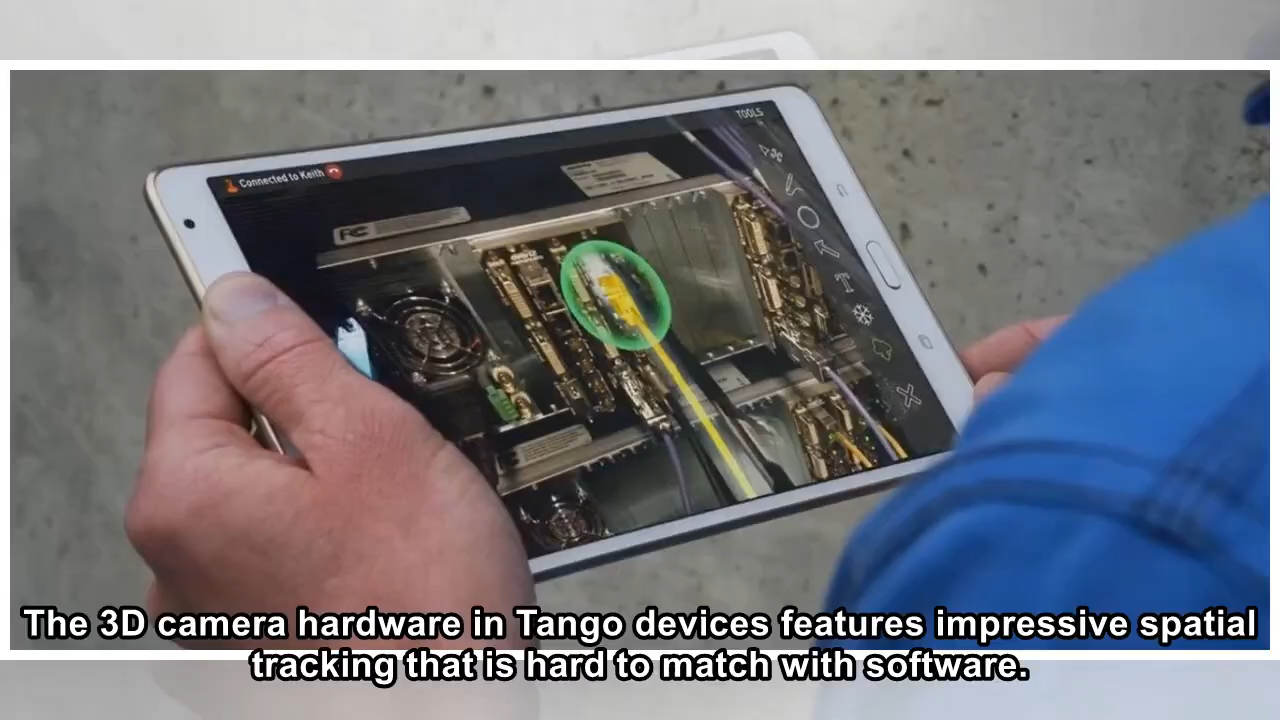 TOOLS
Connected to Keith
FC
T
The 3D camera hardware in Tango devices features impressive spatial
tracking that is hard to match with software.